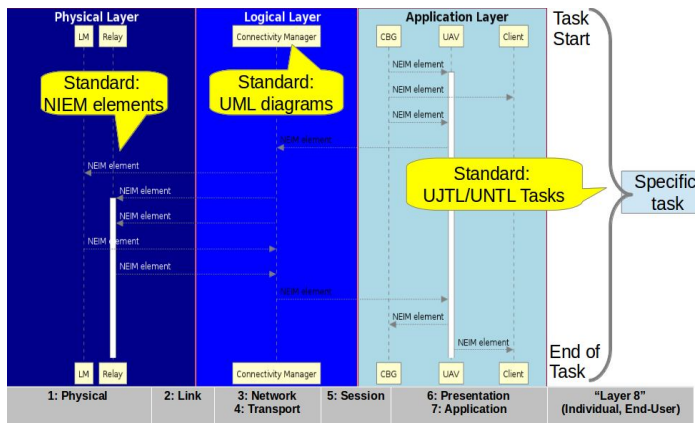 Physical Layer
Logical Layer
Application Layer
Task
Start
LM
Relay
Connectivity Manager
CBG
UAV
Client
NEIM element
Standard:
NIEM elements
Standard:
UML diagrams
NEIM element
NEIM element
NEIM element
NEIM element
Standard:
UJTL/UNTL Tasks
Specific
task
NEIM element
NEIM element
NEIM element
NEIM element
NEIM element
NEIM element
NEIM element
End of
Task
LM
Relay
Connectivity Manager
CBG
UAV
Client
1: Physical
2: Link
3: Network
4: Transport
5: Session
6: Presentation
7: Application
“Layer 8”
(Individual, End-User)